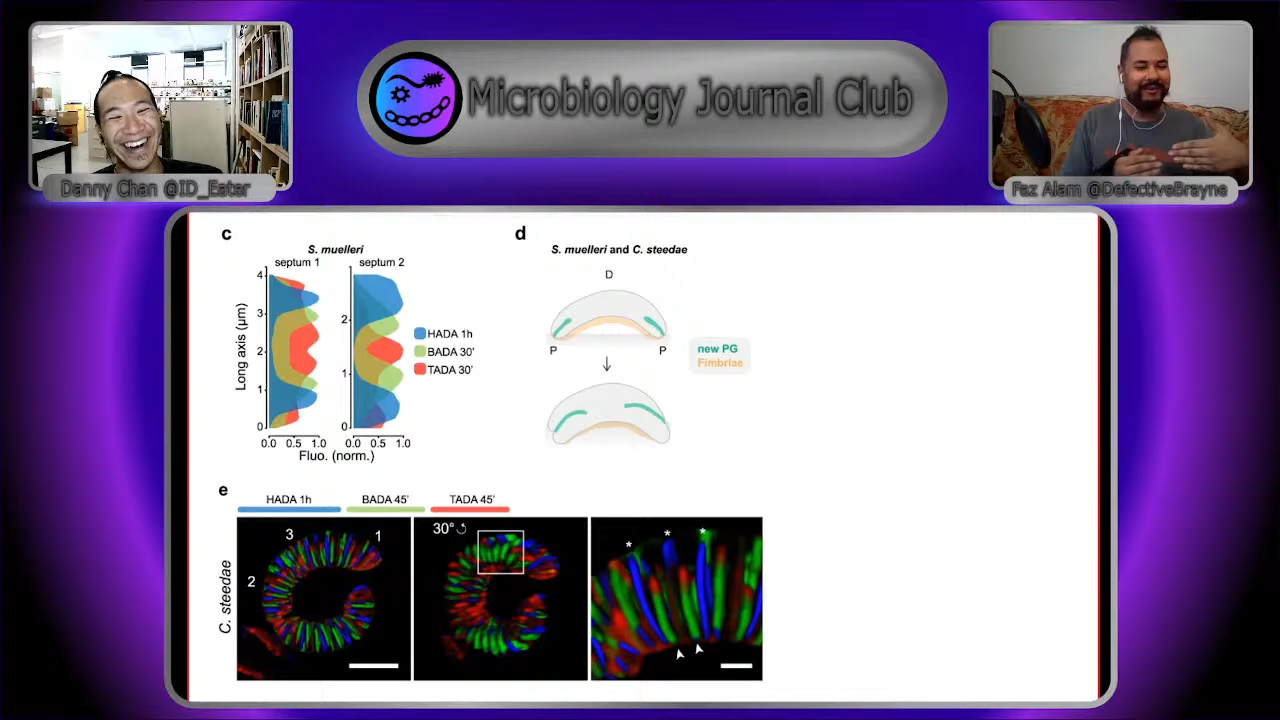 Microbiology Journal Club
Danny Chan @ID_Eater
Faz Alam @DefectiveBrayne
c
S. muelleri
septum 1
septum 2
4
3
2
1
0
2
1
0
Long axis (µm)
0.0 0.5 1.0
0.0 0.5 1.0
Fluo. (norm.)
HADA 1h
BADA 30'
TADA 30'
d
S. muelleri and C. steedae
D
P
P
new PG
Fimbriae
e
HADA 1h
BADA 45'
TADA 45'
C. steedae
3
1
2
30°
* * *